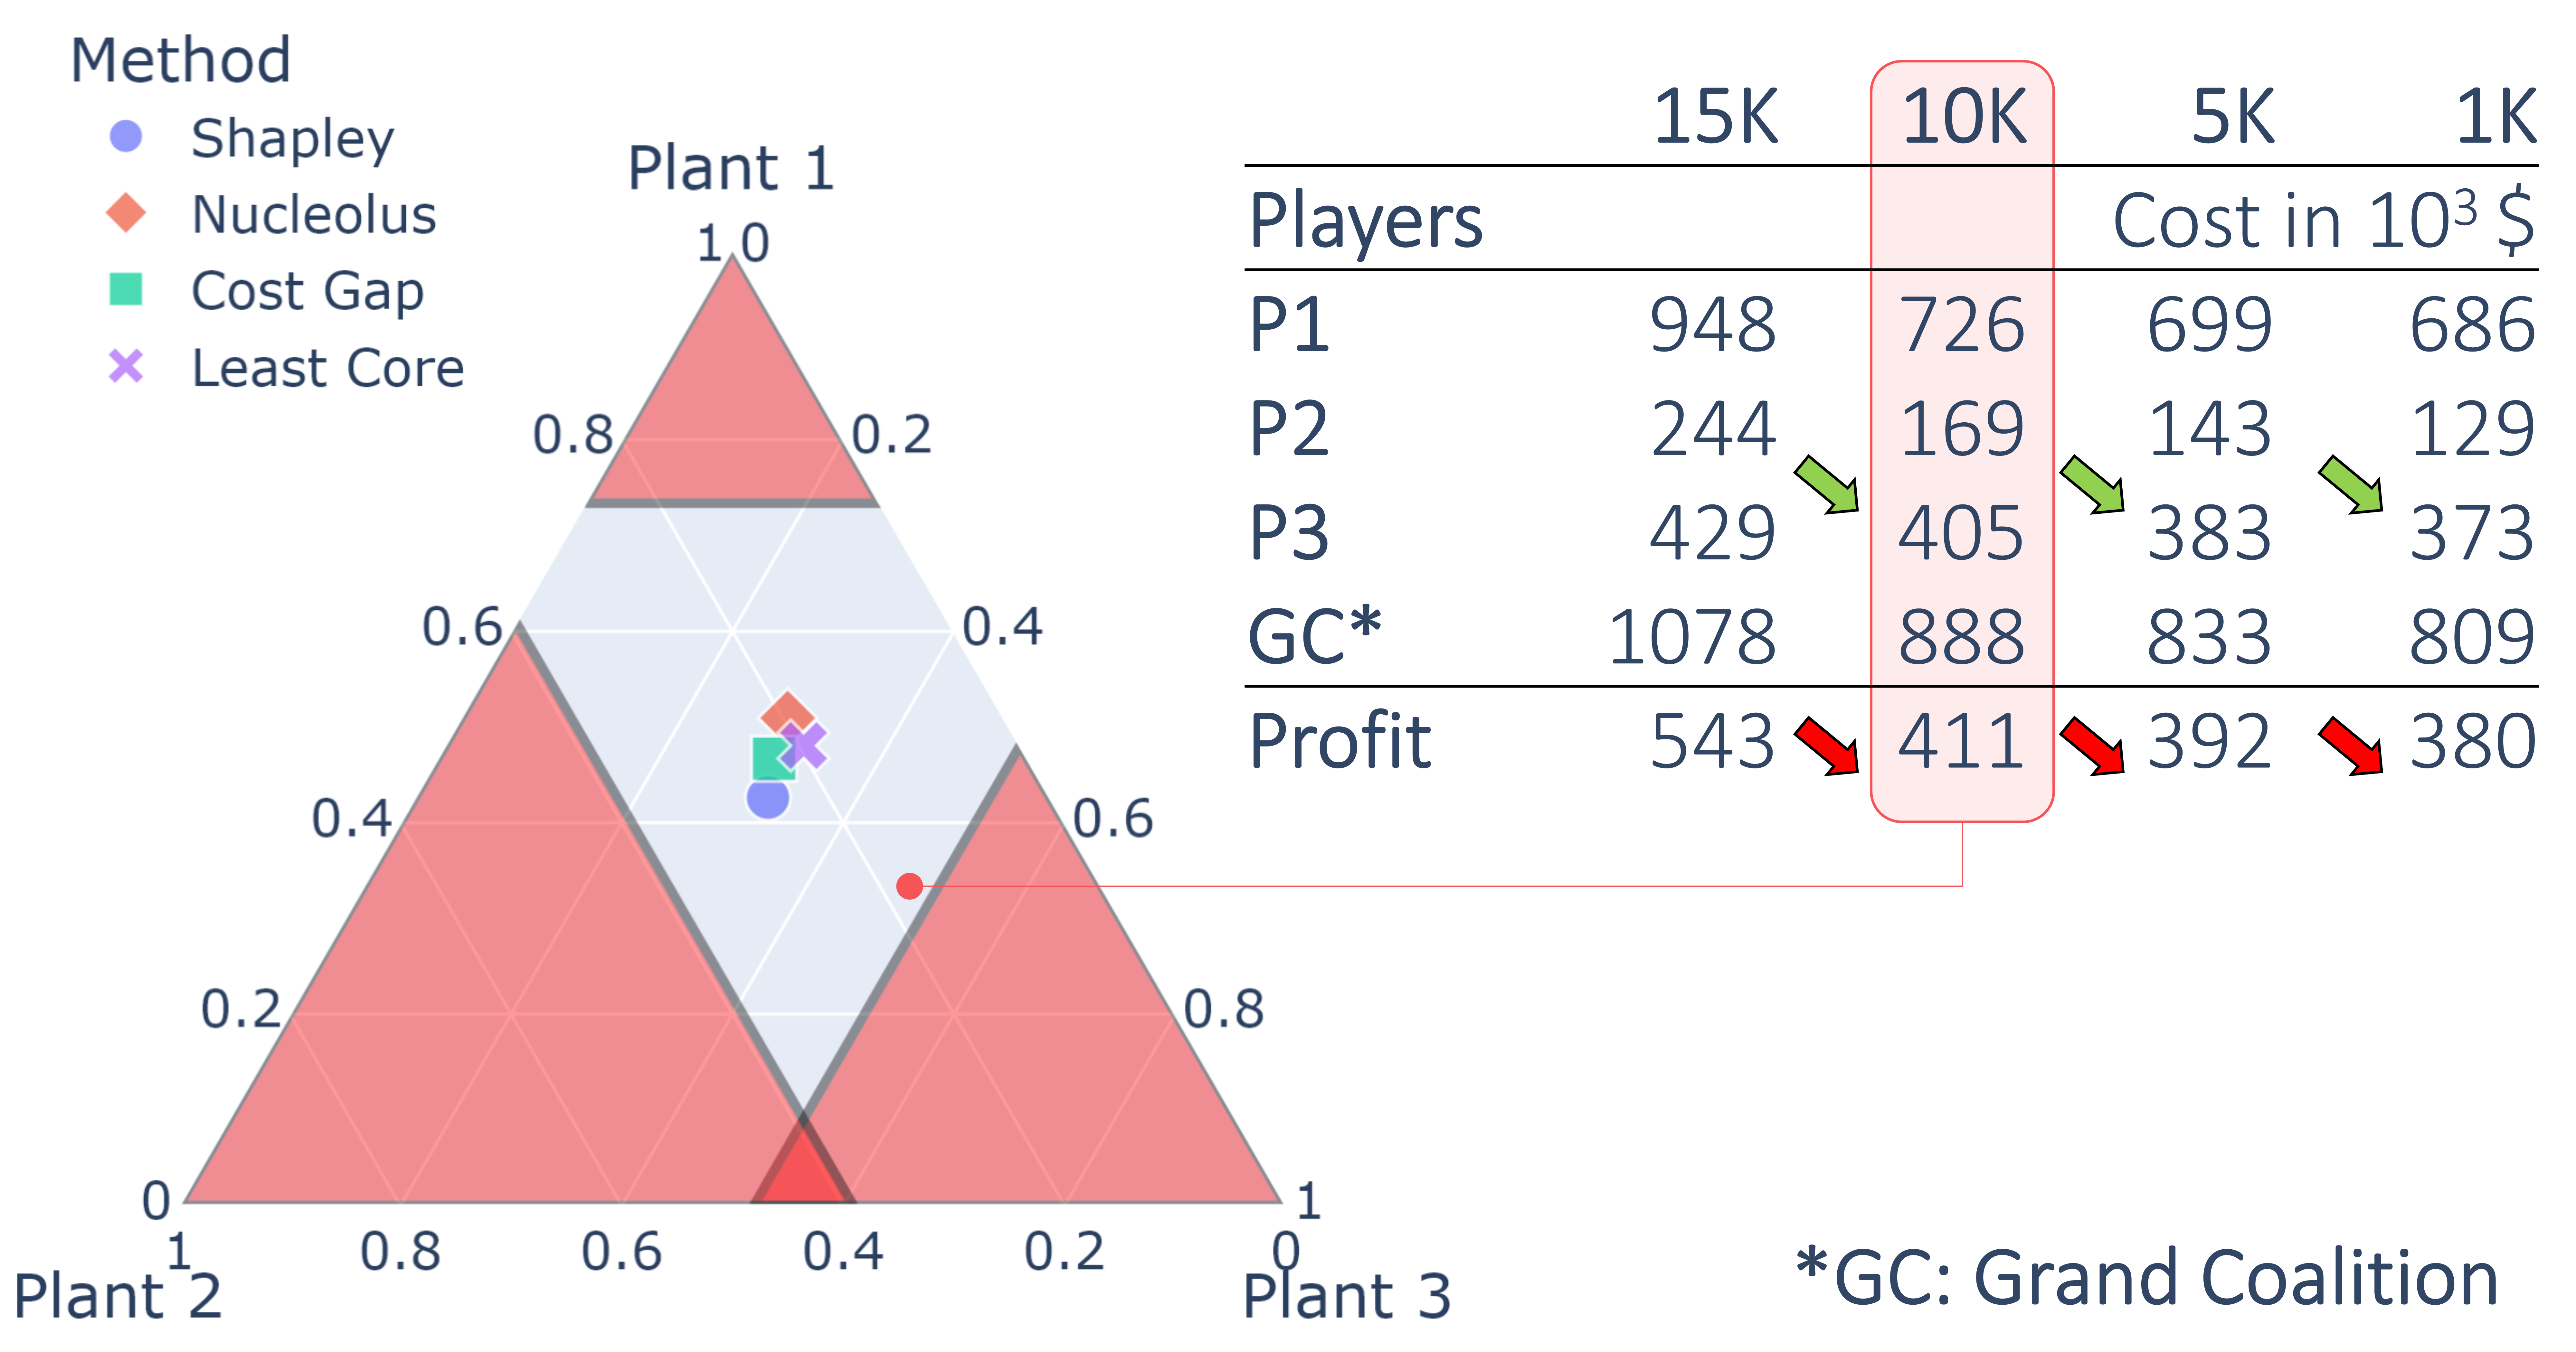 Method
Shapley
Nucleolus
Cost Gap
Least Core
Plant 1
1 0
0.8 0.2
0.6 0.4
0.4 0.6
0.2 0.8
0 1
1 0.8 0.6 0.4 0.2 0
Plant 2 Plant 3
15K 10K 5K 1K
Players Cost in 10³ $
P1 948 726 699 686
P2 244 169 143 129
P3 429 405 383 373
GC* 1078 888 833 809
Profit 543 411 392 380
*GC: Grand Coalition